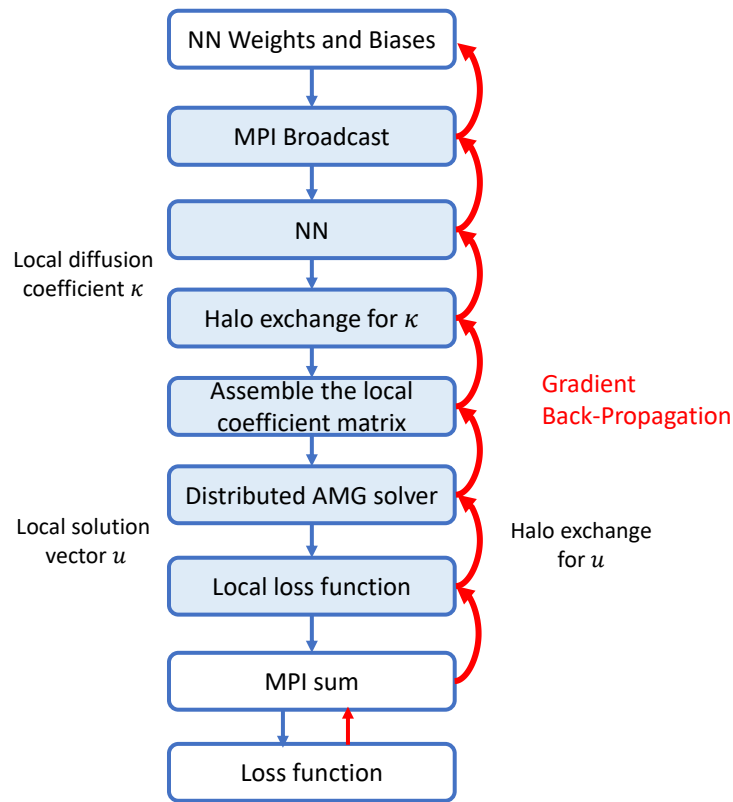 NN Weights and Biases
MPI Broadcast
NN
Local diffusion
coefficient κ
Halo exchange for κ
Assemble the local
coefficient matrix
Gradient
Back-Propagation
Distributed AMG solver
Local solution
vector u
Halo exchange
for u
Local loss function
MPI sum
Loss function